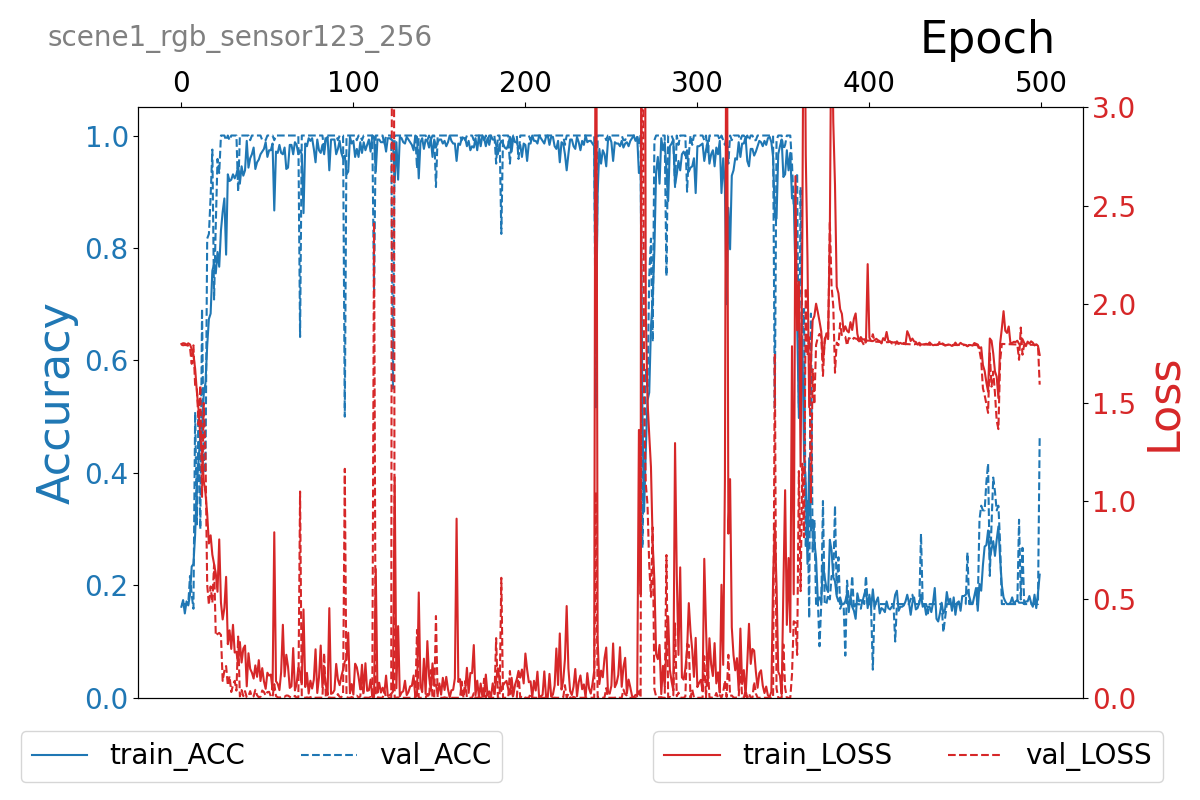 scene1_rgb_sensor123_256
Epoch
0 100 200 300 400 500
1.0
0.8
0.6
0.4
0.2
0.0
Accuracy
3.0
2.5
2.0
1.5
1.0
0.5
0.0
Loss
train_ACC val_ACC
train_LOSS val_LOSS